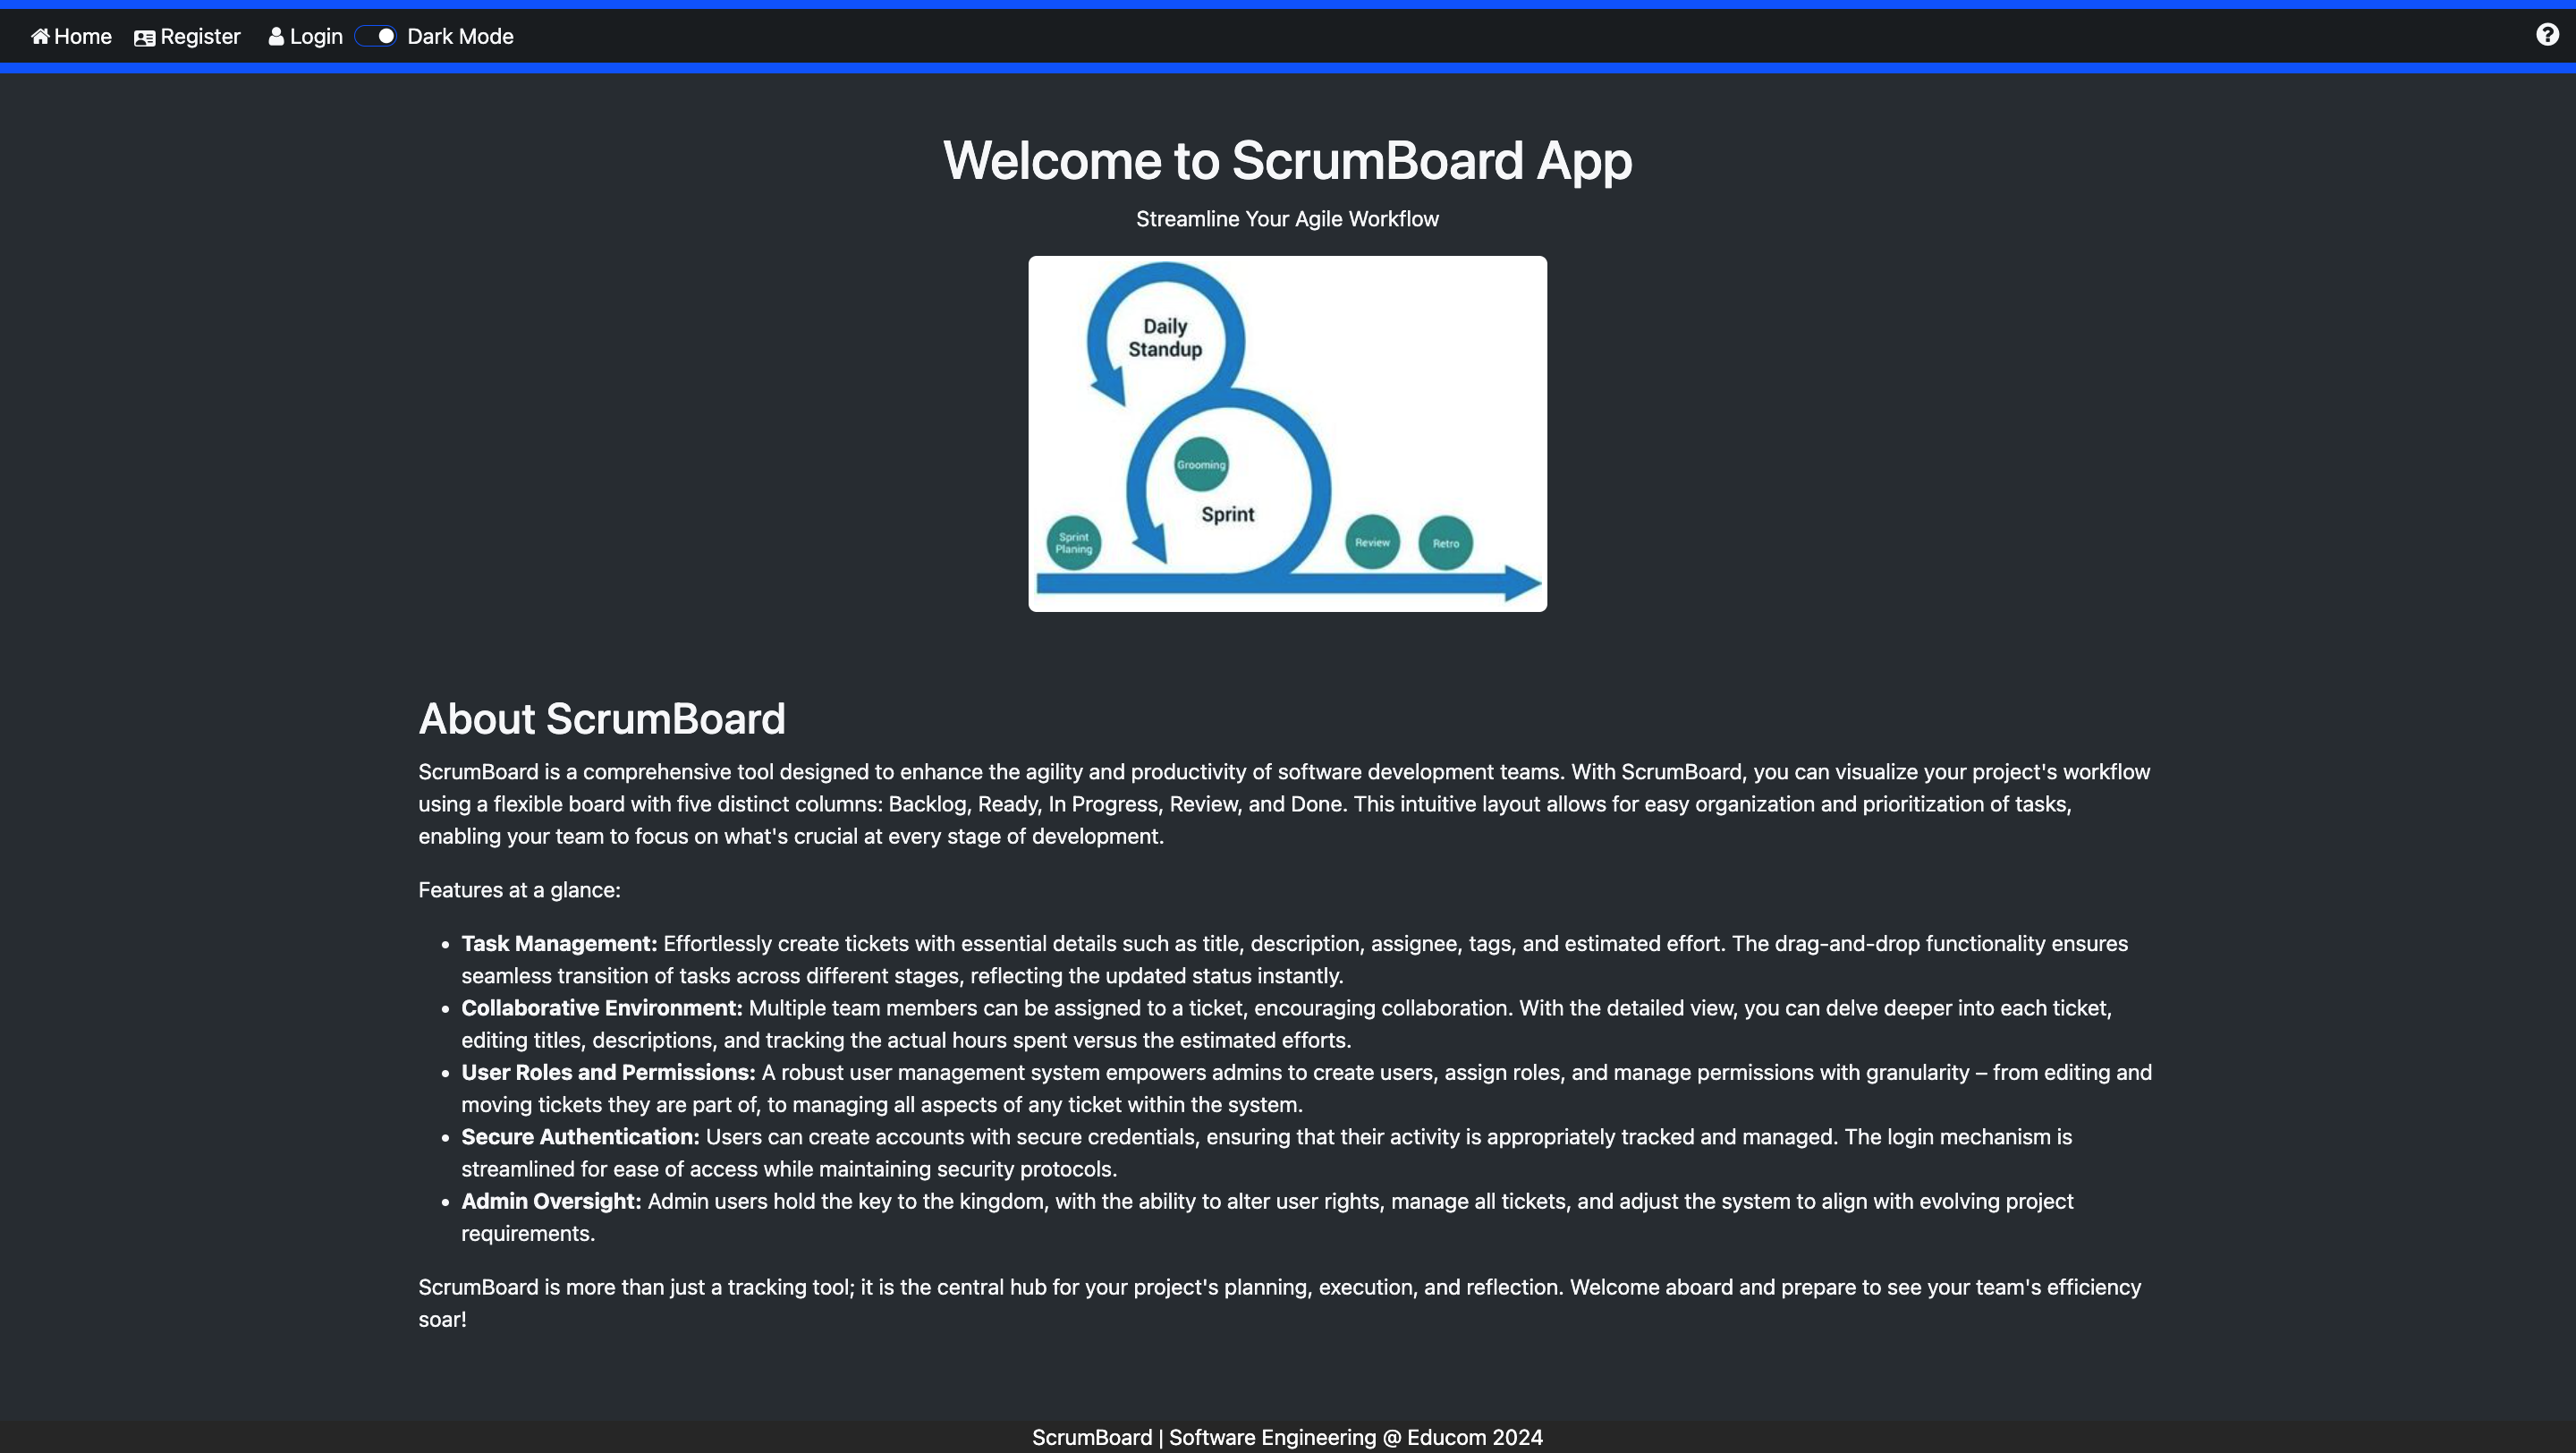 Home Register Login Dark Mode
Welcome to ScrumBoard App
Streamline Your Agile Workflow
Daily
Standup
Grooming
Sprint
Sprint
Planing
Review
Retro
About ScrumBoard
ScrumBoard is a comprehensive tool designed to enhance the agility and productivity of software development teams. With ScrumBoard, you can visualize your project's workflow
using a flexible board with five distinct columns: Backlog, Ready, In Progress, Review, and Done. This intuitive layout allows for easy organization and prioritization of tasks,
enabling your team to focus on what's crucial at every stage of development.
Features at a glance:
• Task Management: Effortlessly create tickets with essential details such as title, description, assignee, tags, and estimated effort. The drag-and-drop functionality ensures
seamless transition of tasks across different stages, reflecting the updated status instantly.
• Collaborative Environment: Multiple team members can be assigned to a ticket, encouraging collaboration. With the detailed view, you can delve deeper into each ticket,
editing titles, descriptions, and tracking the actual hours spent versus the estimated efforts.
• User Roles and Permissions: A robust user management system empowers admins to create users, assign roles, and manage permissions with granularity – from editing and
moving tickets they are part of, to managing all aspects of any ticket within the system.
• Secure Authentication: Users can create accounts with secure credentials, ensuring that their activity is appropriately tracked and managed. The login mechanism is
streamlined for ease of access while maintaining security protocols.
• Admin Oversight: Admin users hold the key to the kingdom, with the ability to alter user rights, manage all tickets, and adjust the system to align with evolving project
requirements.
ScrumBoard is more than just a tracking tool; it is the central hub for your project's planning, execution, and reflection. Welcome aboard and prepare to see your team's efficiency
soar!
ScrumBoard | Software Engineering @ Educom 2024